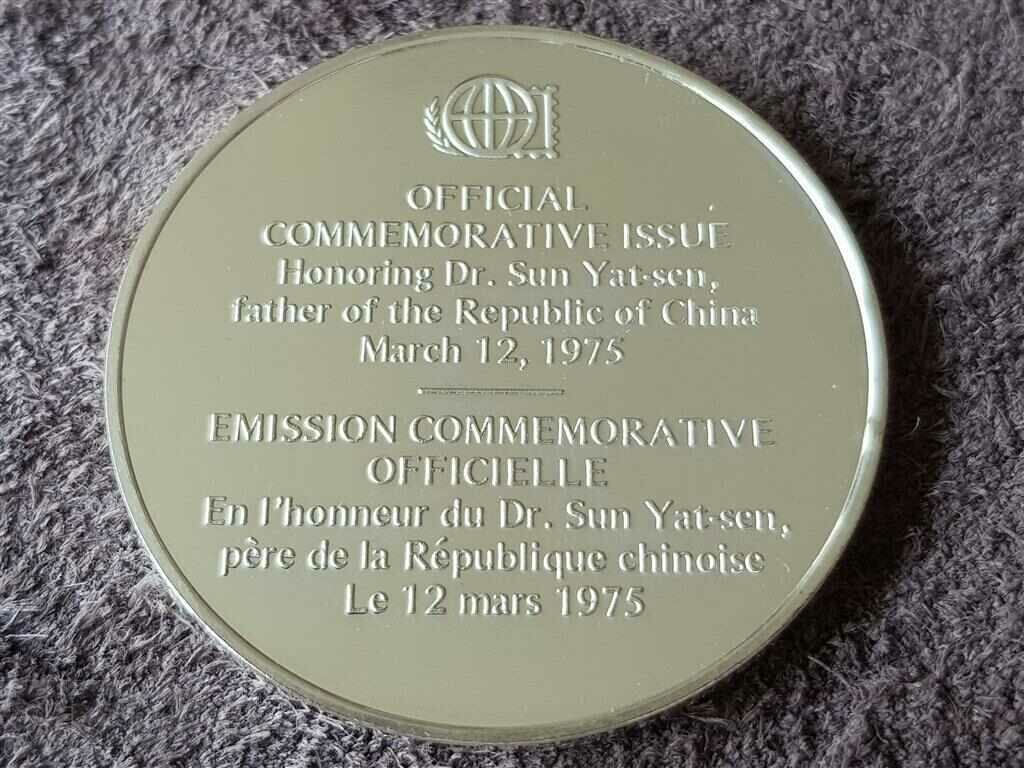 OFFICIAL
COMMEMORATIVE ISSUE
Honoring Dr. Sun Yat-sen,
father of the Republic of China
March 12, 1975
EMISSION COMMEMORATIVE
OFFICIELLE
En l'honneur du Dr. Sun Yat-sen,
père de la République chinoise
Le 12 mars 1975